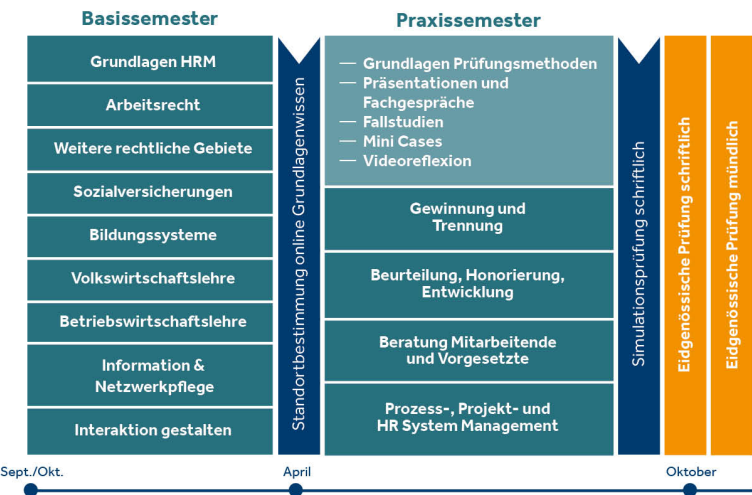 Basissemester
Grundlagen HRM
Arbeitsrecht
Weitere rechtliche Gebiete
Sozialversicherungen
Bildungssysteme
Volkswirtschaftslehre
Betriebswirtschaftslehre
Information &
Netzwerkpflege
Interaktion gestalten
Standortbestimmung online Grundlagenwissen
Praxissemester
— Grundlagen Prüfungsmethoden
— Präsentationen und
Fachgespräche
— Fallstudien
— Mini Cases
— Videoreflexion
Gewinnung und
Trennung
Beurteilung, Honorierung,
Entwicklung
Beratung Mitarbeitende
und Vorgesetzte
Prozess-, Projekt- und
HR System Management
Simulationsprüfung schriftlich
Eidgenössische Prüfung schriftlich
Eidgenössische Prüfung mündlich
Sept./Okt.
April
Oktober